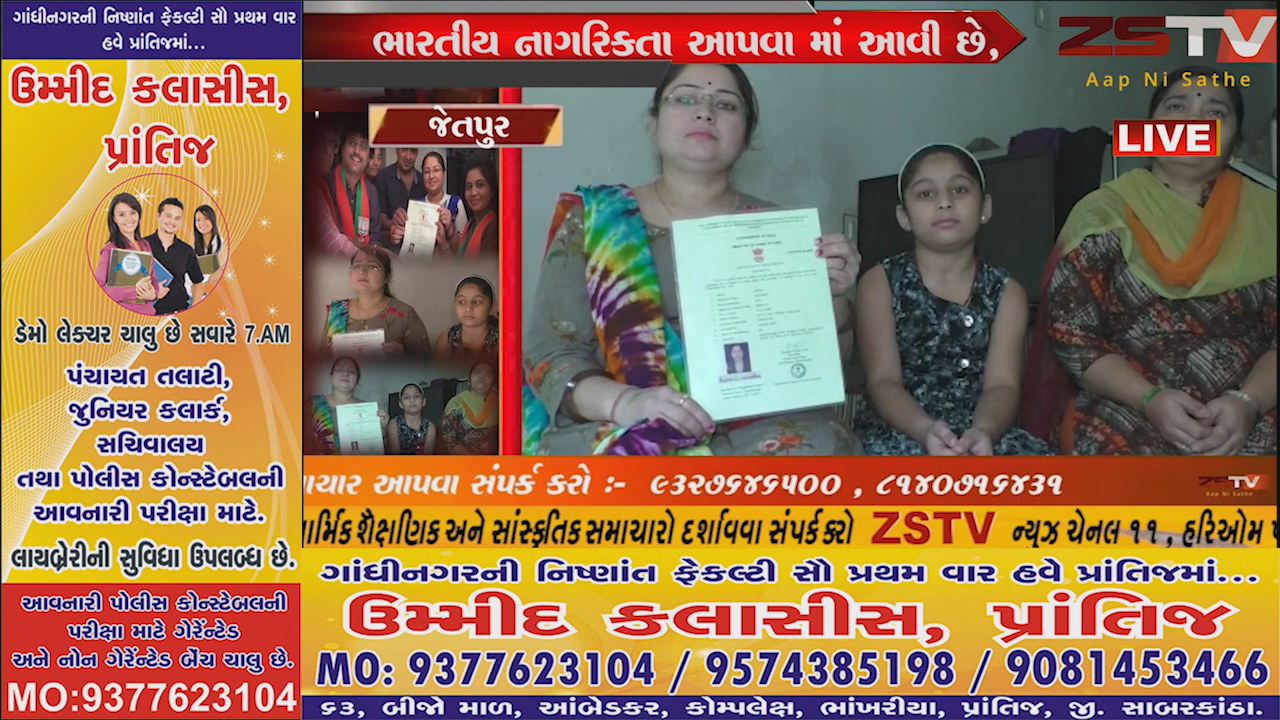 ગાંધીનગરની નિષ્ણાંત ફેકલ્ટી સૌ પ્રથમ વાર
હવે પ્રાંતિજમાં...
ઉમ્મીદ કલાસીસ,
પ્રાંતિજ
ડેમો લેક્ચર ચાલુ છે સવારે 7.AM
પંચાયત તલાટી,
જુનિયર કલાર્ક,
સચિવાલય
તથા પોલીસ કોન્સ્ટેબલની
આવનારી પરીક્ષા માટે.
લાયબ્રેરીની સુવિધા ઉપલબ્ધ છે.
આવનારી પોલીસ કોન્સ્ટેબલની
પરીક્ષા માટે ગેરેંન્ટેડ
અને નોન ગેરેંન્ટેડ બેંચ ચાલુ છે.
MO:9377623104
ભારતીય નાગરિકતા આપવા માં આવી છે,
ZSTV
Aap Ni Sathe
LIVE
જેતપુર
ાચાર આપવા સંપર્ક કરો :- ૯૩૨૭૬૪૬૫૦૦ , ૮૧૪૦૭૧૬૪૩૧
ZSTV
Aap Ni Sathe
ાર્મિક શૈક્ષણિક અને સાંસ્કૃતિક સમાચારો દર્શાવવા સંપર્ક કરો ZSTV ન્યૂઝ ચેનલ ૧૧ , હરિઓમ
ગાંધીનગરની નિષ્ણાંત ફેકલ્ટી સૌ પ્રથમ વાર હવે પ્રાંતિજમાં...
ઉમ્મીદ કલાસીસ, પ્રાંતિજ
MO: 9377623104 / 9574385198 / 9081453466
૬૩, બીજો માળ, આંબેડકર, કોમ્પલેક્ષ, ભાંખરીયા, પ્રાંતિજ, જી. સાબરકાંઠા.